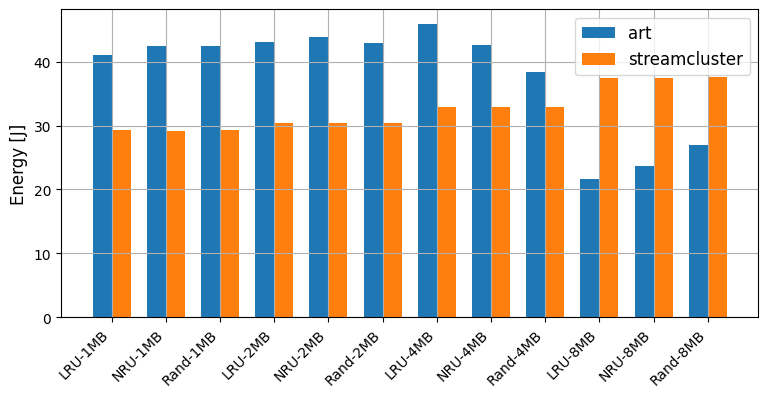 art
streamcluster
Energy [J]
40
30
20
10
0
LRU-1MB
NRU-1MB
Rand-1MB
LRU-2MB
NRU-2MB
Rand-2MB
LRU-4MB
NRU-4MB
Rand-4MB
LRU-8MB
NRU-8MB
Rand-8MB